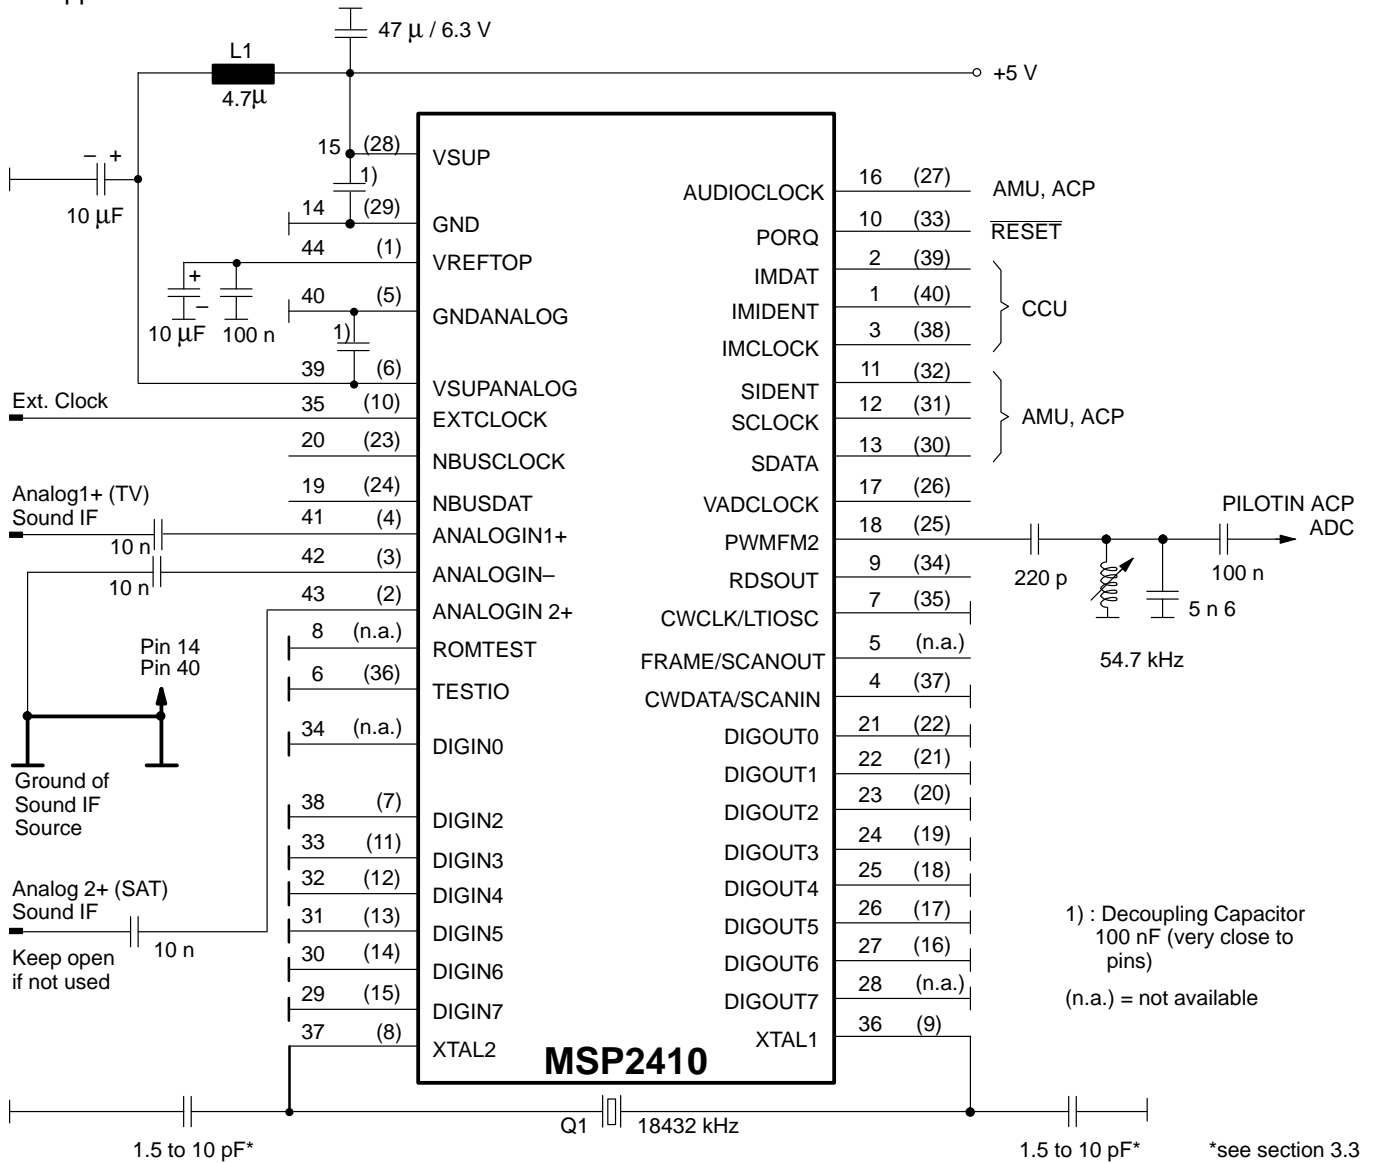 47 μ / 6.3 V
L1
4.7μ
+5 V
– +
10 μF
15 (28) VSUP
1)
14 (29) GND
44 (1) VREFTOP
+
–
10 μF
100 n
40 (5) GNDANALOG
1)
39 (6) VSUPANALOG
Ext. Clock
35 (10) EXTCLOCK
20 (23) NBUSCLOCK
19 (24) NBUSDAT
Analog1+ (TV)
Sound IF
10 n
41 (4) ANALOGIN1+
10 n
42 (3) ANALOGIN–
43 (2) ANALOGIN 2+
8 (n.a.) ROMTEST
6 (36) TESTIO
Pin 14
Pin 40
34 (n.a.) DIGIN0
Ground of
Sound IF
Source
38 (7) DIGIN2
33 (11) DIGIN3
32 (12) DIGIN4
31 (13) DIGIN5
30 (14) DIGIN6
29 (15) DIGIN7
37 (8) XTAL2
Analog 2+ (SAT)
Sound IF
10 n
Keep open
if not used
AUDIOCLOCK 16 (27) AMU, ACP
PORQ 10 (33) RESET
IMDAT 2 (39)
IMIDENT 1 (40)
CCU
IMCLOCK 3 (38)
SIDENT 11 (32)
SCLOCK 12 (31)
AMU, ACP
SDATA 13 (30)
VADCLOCK 17 (26)
PWMFM2 18 (25)
PILOTIN ACP
ADC
220 p
100 n
5 n 6
54.7 kHz
RDSOUT 9 (34)
CWCLK/LTIOSC 7 (35)
FRAME/SCANOUT 5 (n.a.)
CWDATA/SCANIN 4 (37)
DIGOUT0 21 (22)
DIGOUT1 22 (21)
DIGOUT2 23 (20)
DIGOUT3 24 (19)
DIGOUT4 25 (18)
DIGOUT5 26 (17)
DIGOUT6 27 (16)
DIGOUT7 28 (n.a.)
XTAL1 36 (9)
1) : Decoupling Capacitor
100 nF (very close to
pins)
(n.a.) = not available
MSP2410
Q1
18432 kHz
1.5 to 10 pF*
1.5 to 10 pF*
*see section 3.3